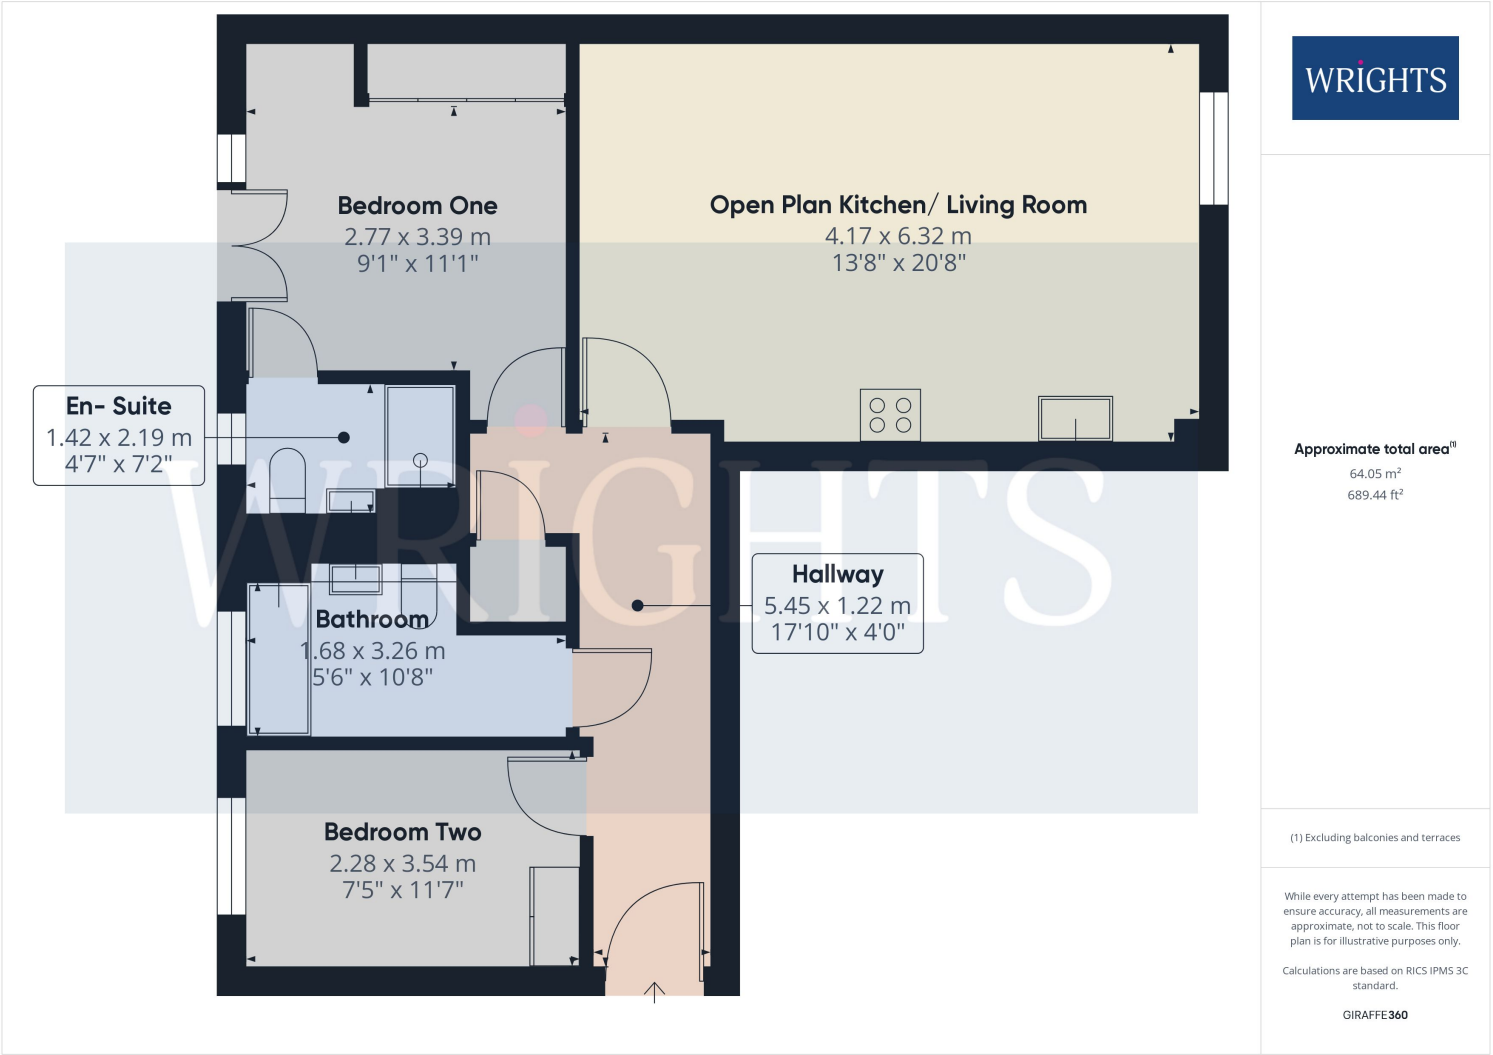 Bedroom One
2.77 x 3.39 m
9'1" x 11'1"
Open Plan Kitchen/ Living Room
4.17 x 6.32 m
13'8" x 20'8"
En- Suite
1.42 x 2.19 m
4'7" x 7'2"
Hallway
5.45 x 1.22 m
17'10" x 4'0"
Bathroom
1.68 x 3.26 m
5'6" x 10'8"
Bedroom Two
2.28 x 3.54 m
7'5" x 11'7"
WRIGHTS
WRIGHTS
Approximate total area(1)
64.05 m²
689.44 ft²
(1) Excluding balconies and terraces
While every attempt has been made to
ensure accuracy, all measurements are
approximate, not to scale. This floor
plan is for illustrative purposes only.
Calculations are based on RICS IPMS 3C
standard.
GIRAFFE360